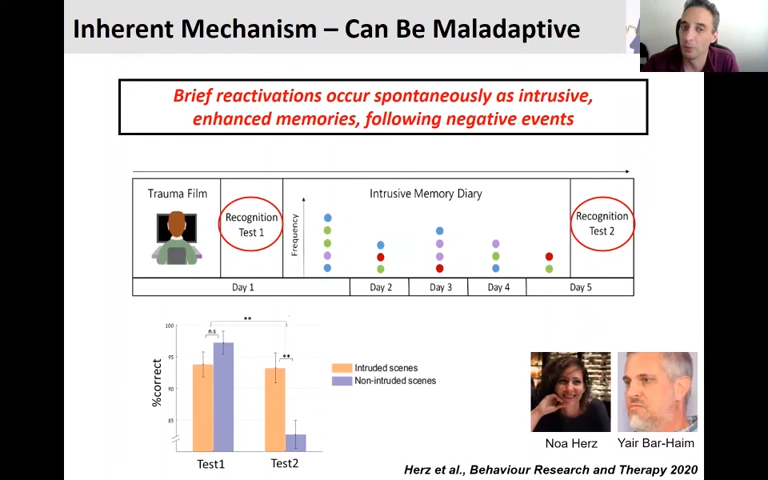 Inherent Mechanism – Can Be Maladaptive
Brief reactivations occur spontaneously as intrusive,
enhanced memories, following negative events
Trauma Film
Recognition
Test 1
Intrusive Memory Diary
Frequency
Recognition
Test 2
Day 1
Day 2
Day 3
Day 4
Day 5
**
n.s
**
%correct
100
95
90
85
Test1
Test2
Intruded scenes
Non-intruded scenes
Noa Herz
Yair Bar-Haim
Herz et al., Behaviour Research and Therapy 2020